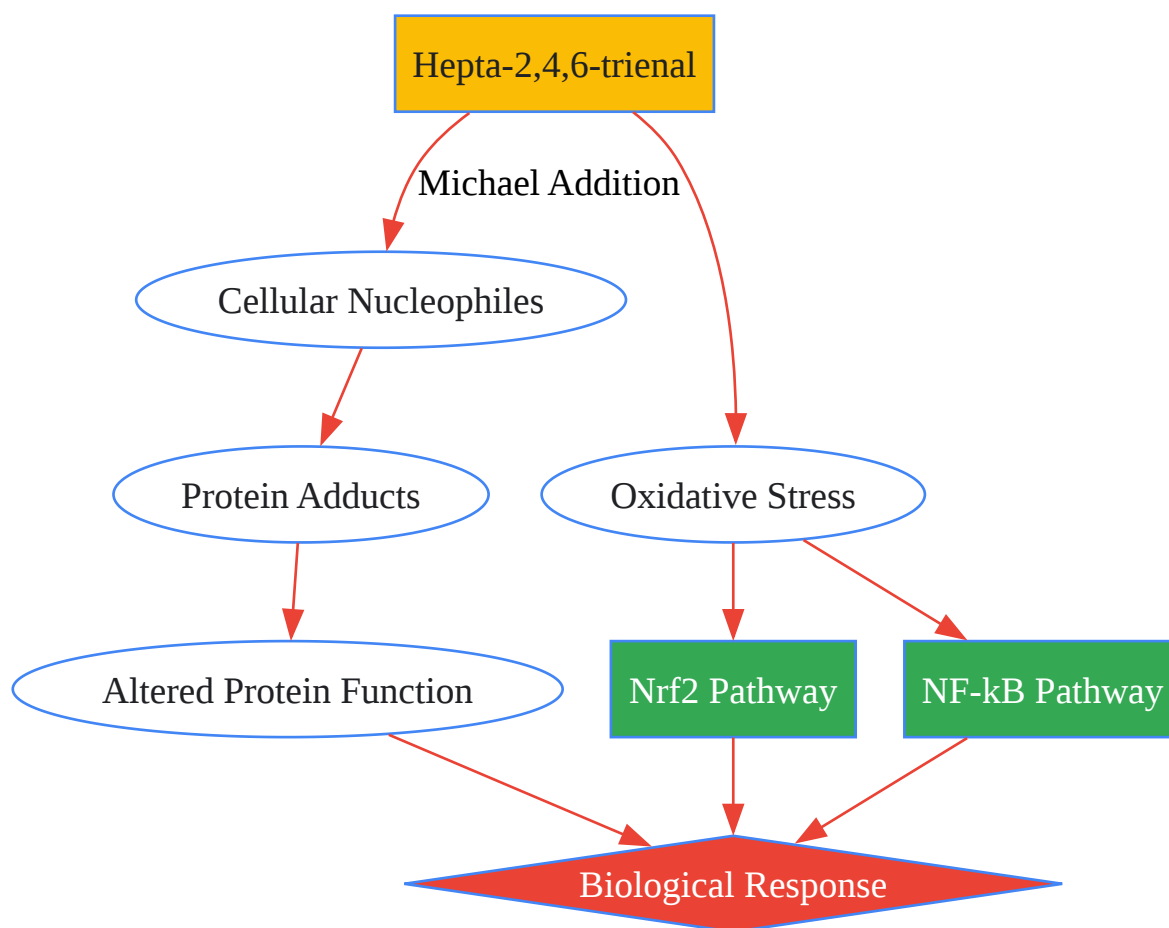 Hepta-2,4,6-trienal
Michael Addition
Cellular Nucleophiles
Protein Adducts
Oxidative Stress
Altered Protein Function
Nrf2 Pathway
NF-kB Pathway
Biological Response